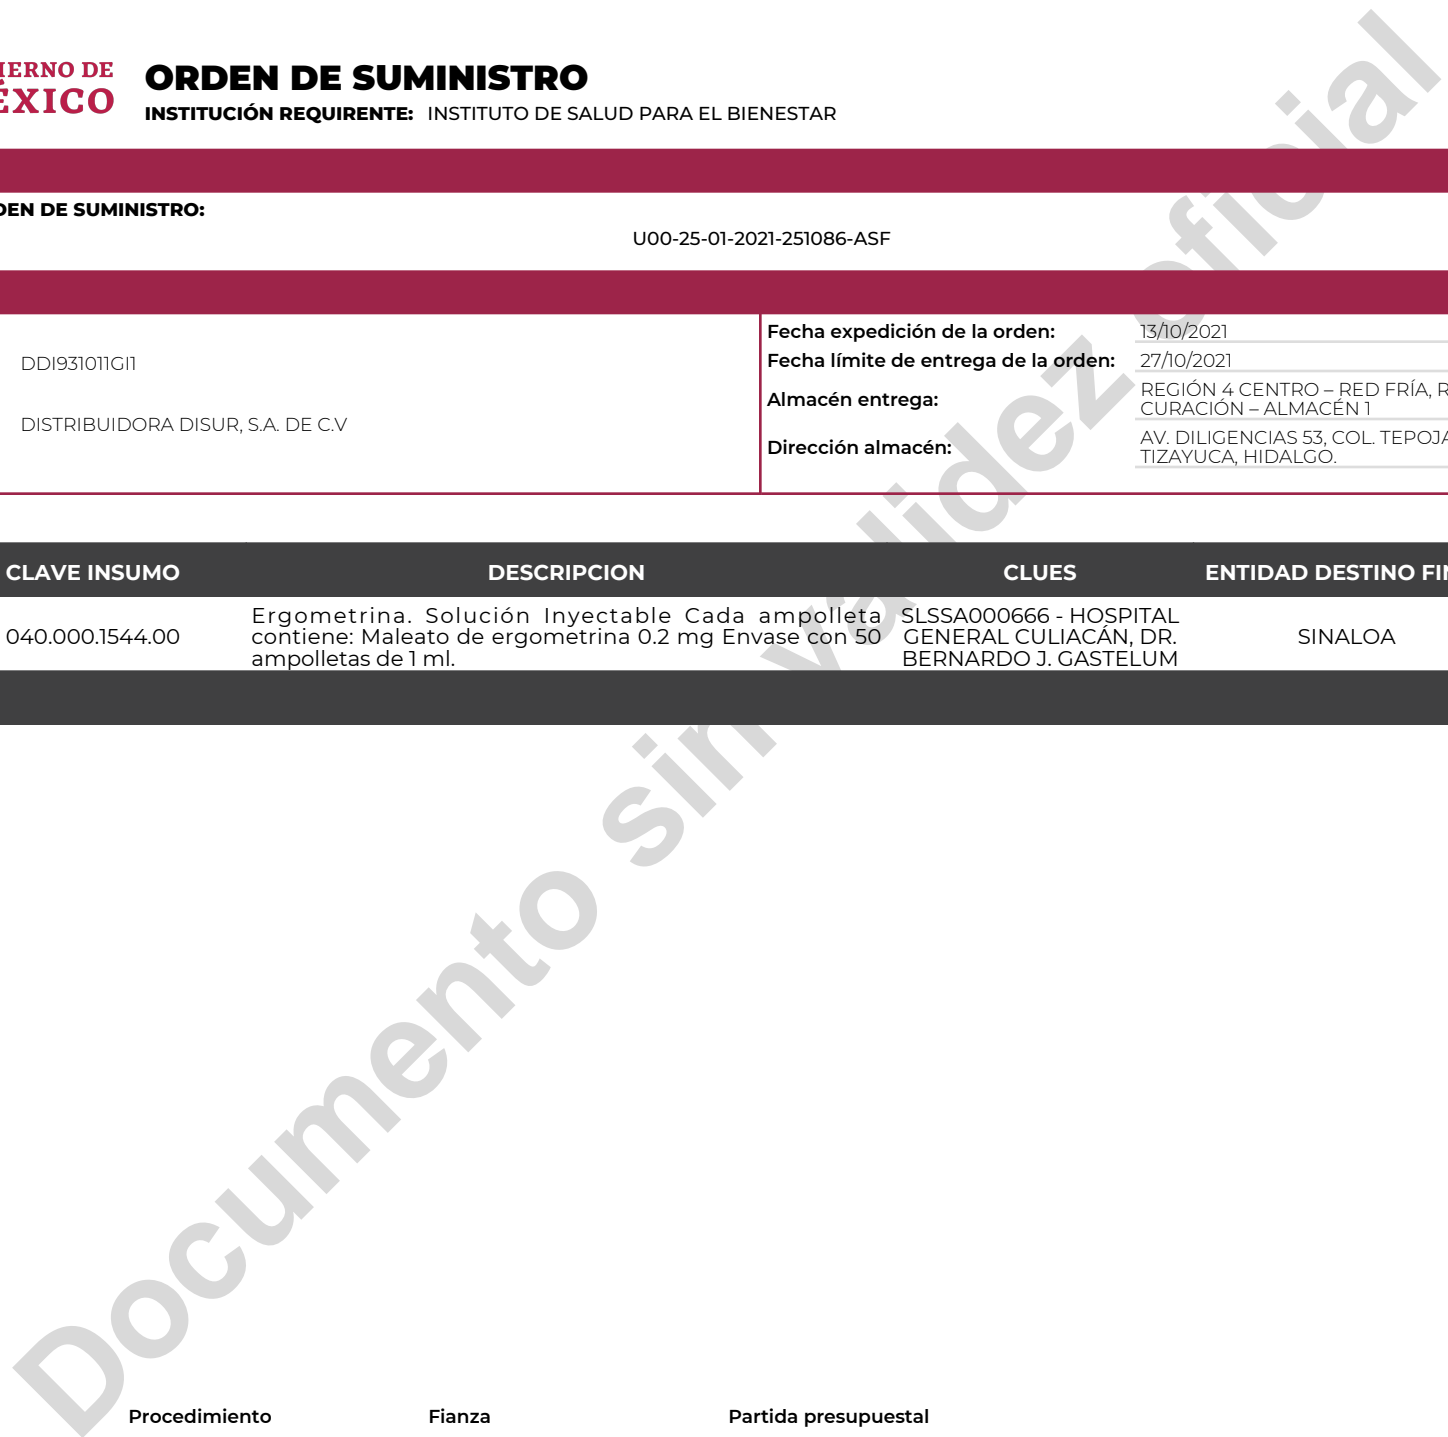 IERNO DE
ÉXICO
ORDEN DE SUMINISTRO
INSTITUCIÓN REQUIRENTE: INSTITUTO DE SALUD PARA EL BIENESTAR
DEN DE SUMINISTRO:
U00-25-01-2021-251086-ASF
DDI931011GI1
DISTRIBUIDORA DISUR, S.A. DE C.V
Fecha expedición de la orden: 13/10/2021
Fecha límite de entrega de la orden: 27/10/2021
Almacén entrega: REGIÓN 4 CENTRO – RED FRÍA, R
CURACIÓN – ALMACÉN 1
Dirección almacén: AV. DILIGENCIAS 53, COL. TEPOJA
TIZAYUCA, HIDALGO.
CLAVE INSUMO DESCRIPCION CLUES ENTIDAD DESTINO FIN
040.000.1544.00
Ergometrina. Solución Inyectable Cada ampolleta
contiene: Maleato de ergometrina 0.2 mg Envase con 50
ampolletas de 1 ml.
SLSSA000666 - HOSPITAL
GENERAL CULIACÁN, DR.
BERNARDO J. GASTELUM
SINALOA
Documento sin validez oficial
Procedimiento Fianza Partida presupuestal